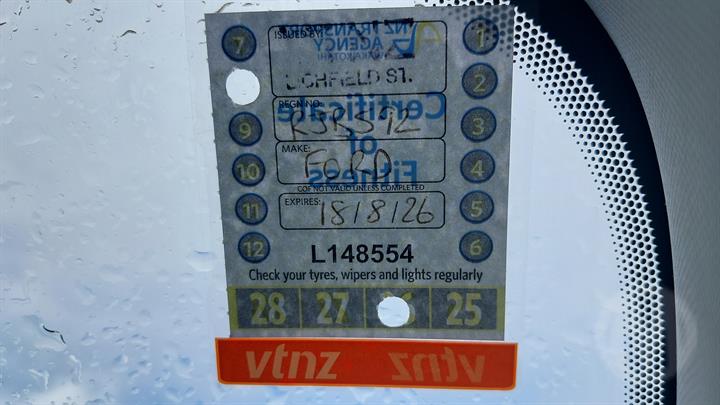 ISSUED BY:
NZ TRANSPORT
AGENCY
WAKA KOTAHI
7
1
LICHFIELD ST.
2
REGN NO:
Certificate
9
3
of
MAKE:
FORD
10
4
Fitness
COF NOT VALID UNLESS COMPLETED
EXPIRES: 18/8/26
11
5
12
L148554
6
Check your tyres, wipers and lights regularly
28 27 25
vtnz vtnz